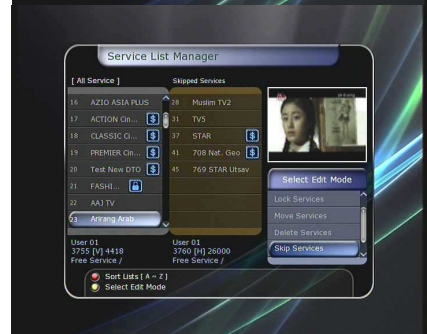 Service List Manager
[ All Service ]
Skipped Services
16 AZIO ASIA PLUS
17 ACTION Cin... $
18 CLASSIC Ci... $
19 PREMIER Cin... $
20 Test New DTO $
21 FASHI...
22 AAJ TV
23 Arirang Arab
28 Muslim TV2
31 TV5
37 STAR $
41 708 Nat. Geo $
45 769 STAR Utsav
Select Edit Mode
Lock Services
Move Services
Delete Services
Skip Services
User 01
3755 [V] 4418
Free Service /
User 01
3760 [H] 26000
Free Service /
Sort Lists [ A ~ Z ]
Select Edit Mode